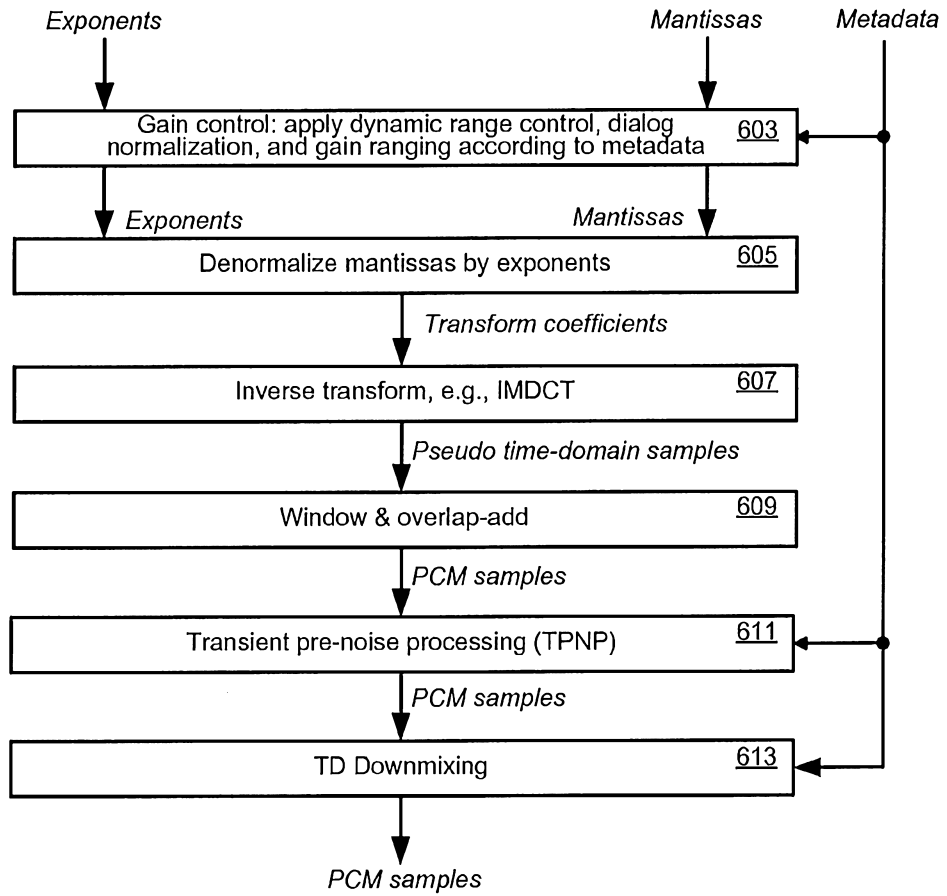 Exponents
Mantissas
Metadata
Gain control: apply dynamic range control, dialog
normalization, and gain ranging according to metadata
603
Exponents
Mantissas
Denormalize mantissas by exponents
605
Transform coefficients
Inverse transform, e.g., IMDCT
607
Pseudo time-domain samples
Window & overlap-add
609
PCM samples
Transient pre-noise processing (TPNP)
611
PCM samples
TD Downmixing
613
PCM samples